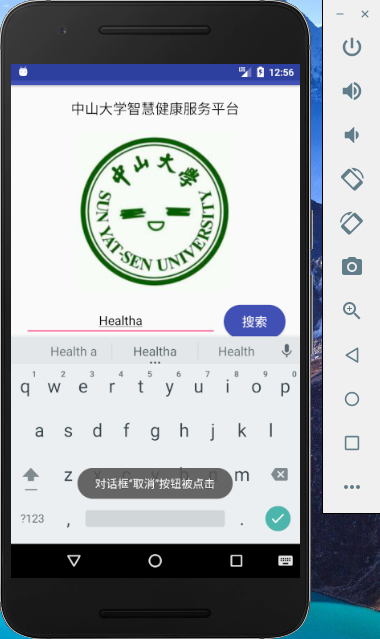 12:56
中山大学智慧健康服务平台
中山大學
SUN YAT-SEN UNIVERSITY
Healtha
搜索
Health a Healtha Health
1 2 3 4 5 6 7 8 9 0
q w e r t y u i o p
a s d f g h j k l
z m
对话框“取消”按钮被点击
?123 , .